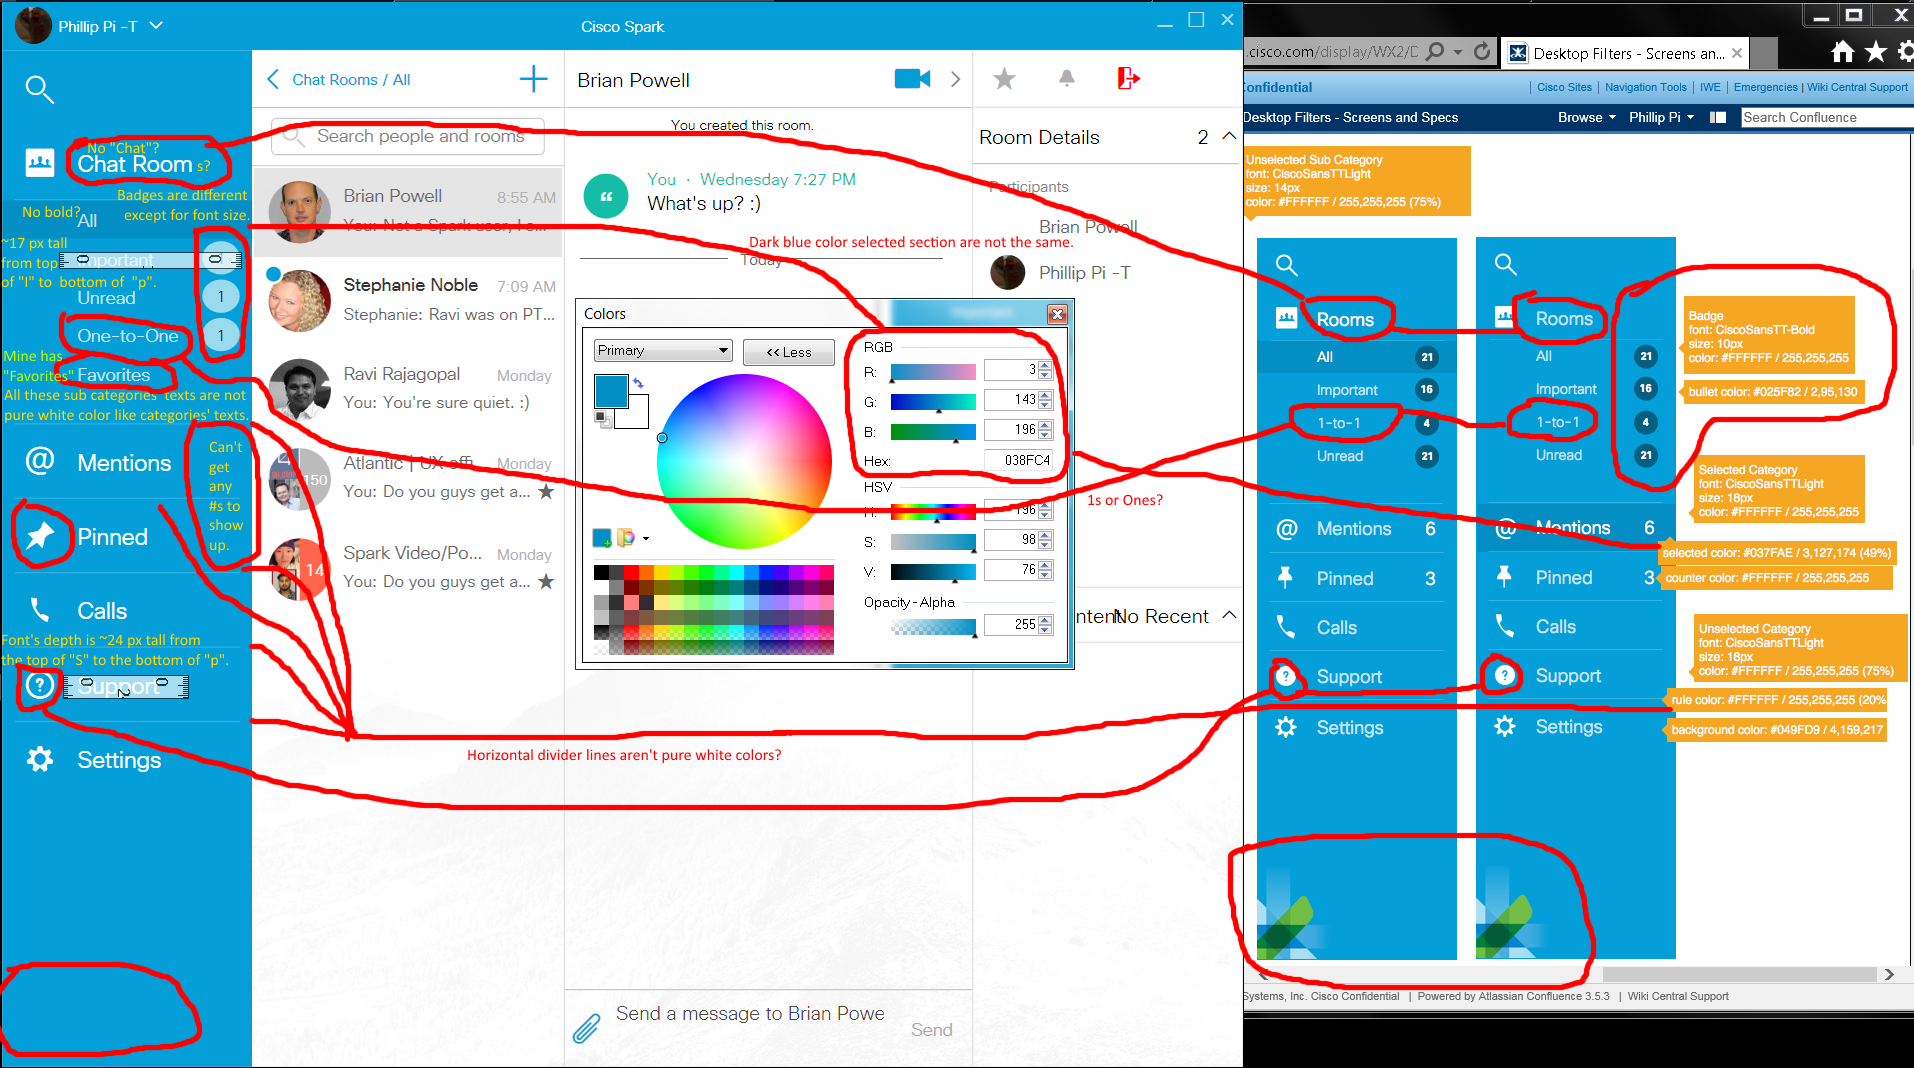 Phillip Pi -T
Cisco Spark
Chat Rooms / All
Brian Powell
Search people and rooms
You created this room.
No "Chat"?
Chat Room s?
Badges are different
except for font size.
No bold?
All
~17 px tall
from top
of "I" to bottom of "p".
Important
Unread
1
One-to-One
1
Mine has
"Favorites"
Favorites
All these sub categories' texts are not
pure white color like categories' texts.
Mentions
Can't
get
any
#s to
show
up.
Pinned
Calls
Font's depth is ~24 px tall from
the top of "S" to the bottom of "p".
Support
Settings
Brian Powell
8:55 AM
You: Not a Spark user, I e...
Stephanie Noble
7:09 AM
Stephanie: Ravi was on PT...
Ravi Rajagopal
Monday
You: You're sure quiet. :)
Atlantic | UX effi
Monday
150
You: Do you guys get a...
Spark Video/Po...
Monday
14
You: Do you guys get a...
You · Wednesday 7:27 PM
What's up? :)
Dark blue color selected section are not the same.
Today
Room Details
2
Participants
Brian Powell
Phillip Pi -T
Colors
Important
Primary
<< Less
RGB
R:
3
G:
143
B:
196
Hex:
038FC4
HSV
H:
196
S:
98
V:
76
Opacity - Alpha
255
1s or Ones?
No Recent
Horizontal divider lines aren't pure white colors?
Send a message to Brian Powe
Send
.cisco.com/display/WX2/D
Desktop Filters - Screens an...
onfidential
Cisco Sites
Navigation Tools
IWE
Emergencies
Wiki Central Support
Desktop Filters - Screens and Specs
Browse
Phillip Pi
Search Confluence
Unselected Sub Category
font: CiscoSansTTLight
size: 14px
color: #FFFFFF / 255,255,255 (75%)
Rooms
All
21
Important
16
1-to-1
4
Unread
21
Mentions
6
Pinned
3
Calls
Support
Settings
Rooms
All
21
Important
16
1-to-1
4
Unread
21
Mentions
6
Pinned
3
Calls
Support
Settings
Badge
font: CiscoSansTT-Bold
size: 10px
color: #FFFFFF / 255,255,255
bullet color: #025F82 / 2,95,130
Selected Category
font: CiscoSansTTLight
size: 18px
color: #FFFFFF / 255,255,255
selected color: #037FAE / 3,127,174 (49%)
counter color: #FFFFFF / 255,255,255
Unselected Category
font: CiscoSansTTLight
size: 18px
color: #FFFFFF / 255,255,255 (75%)
rule color: #FFFFFF / 255,255,255 (20%
background color: #049FD9 / 4,159,217
Systems, Inc. Cisco Confidential | Powered by Atlassian Confluence 3.5.3 | Wiki Central Support